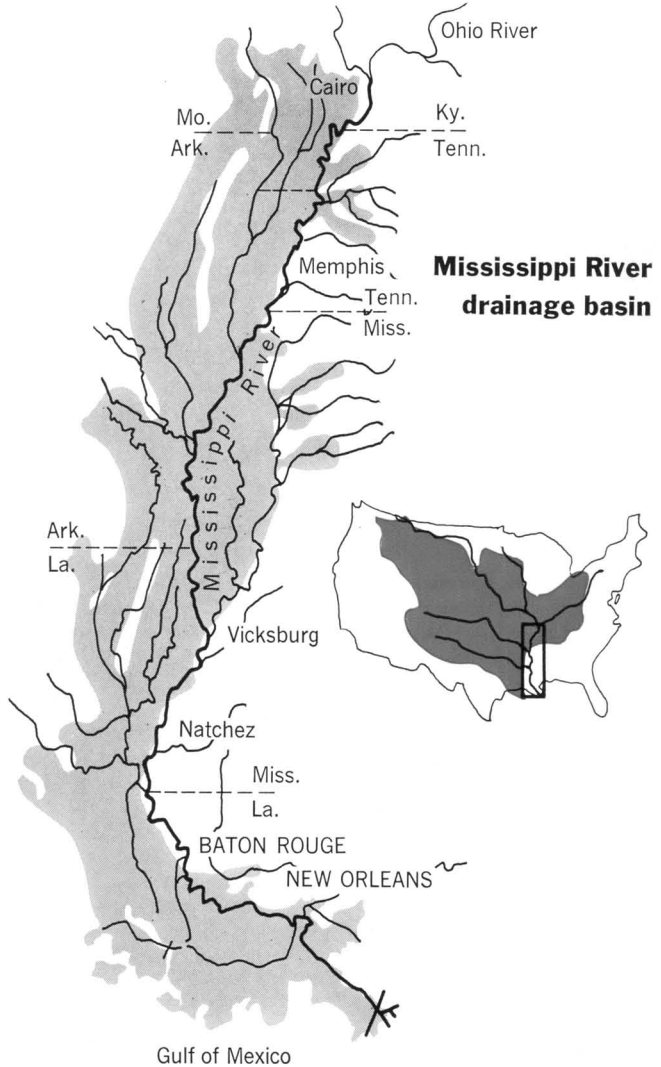 Ohio River
Cairo
Mo.
Ky.
Ark.
Tenn.
Memphis
Mississippi River
drainage basin
Tenn.
Miss.
Mississippi River
Ark.
La.
Vicksburg
Natchez
Miss.
La.
BATON ROUGE
NEW ORLEANS
Gulf of Mexico